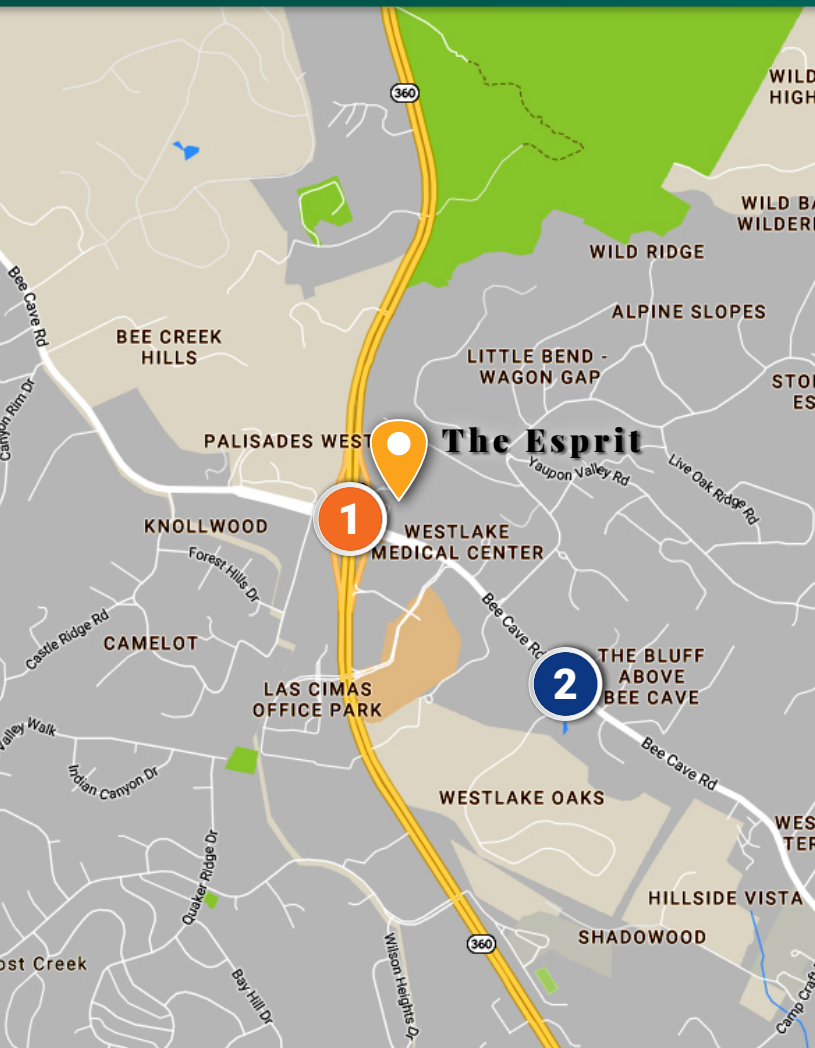 360
WILD
HIGH
WILD BA
WILDER
WILD RIDGE
ALPINE SLOPES
Bee Cave Rd
BEE CREEK
HILLS
LITTLE BEND -
WAGON GAP
STO
ES
Canyon Rim Dr
PALISADES WEST
The Esprit
Yaupon Valley Rd
Live Oak Ridge Rd
1
KNOLLWOOD
WESTLAKE
MEDICAL CENTER
Forest Hills Dr
Castle Ridge Rd
CAMELOT
Bee Cave Rd
2
THE BLUFF
ABOVE
BEE CAVE
LAS CIMAS
OFFICE PARK
Valley Walk
Indian Canyon Dr
Bee Cave Rd
WESTLAKE OAKS
WES
TER
Quaker Ridge Dr
HILLSIDE VISTA
SHADOWOOD
360
ost Creek
Wilson Heights D
Bay Hill Dr
Camp Craft